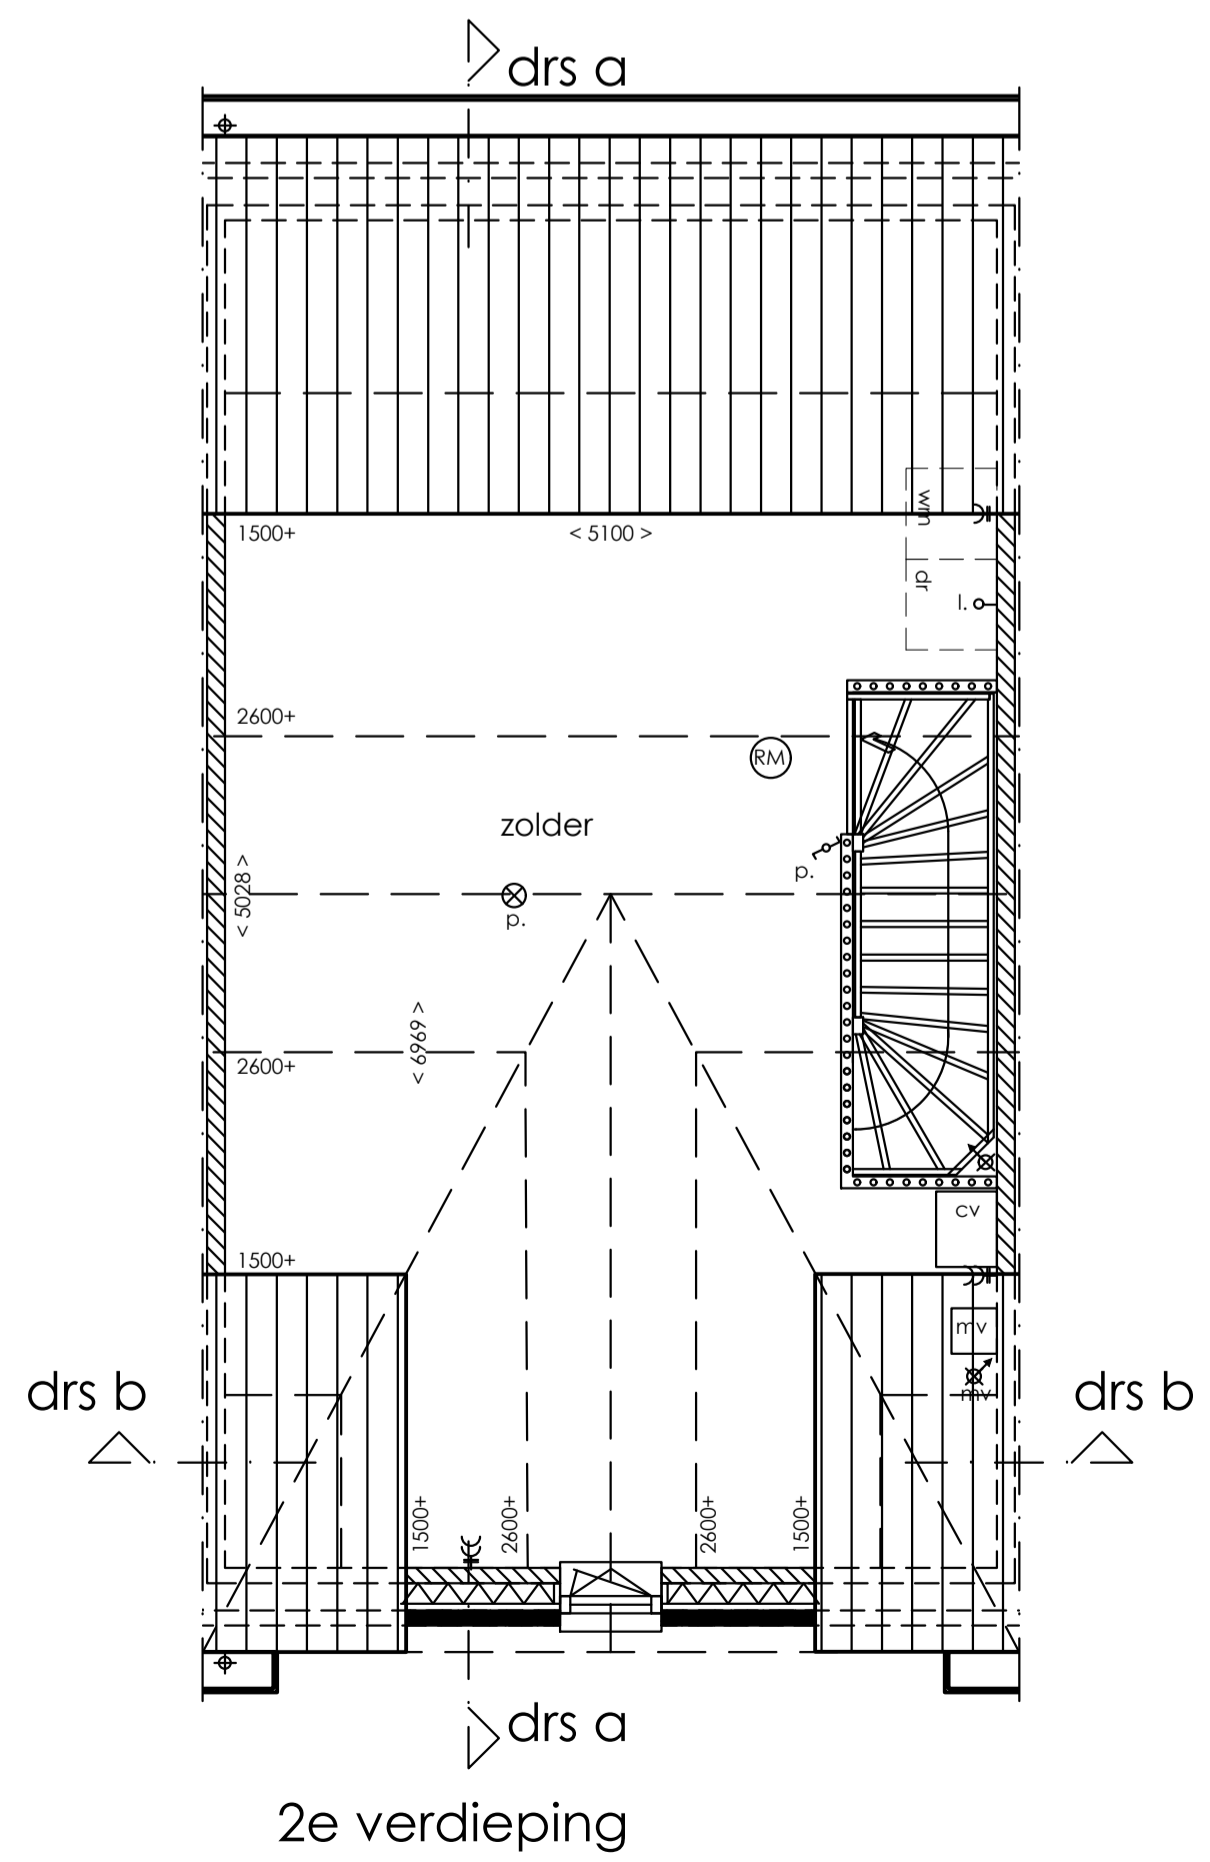 drs a
wm
1500+
< 5100 >
dr
l.
2600+
RM
zolder
p.
< 5028 >
p.
< 6969 >
2600+
cv
1500+
mv
drs b
mv
drs b
1500+
2600+
2600+
1500+
drs a
2e verdieping